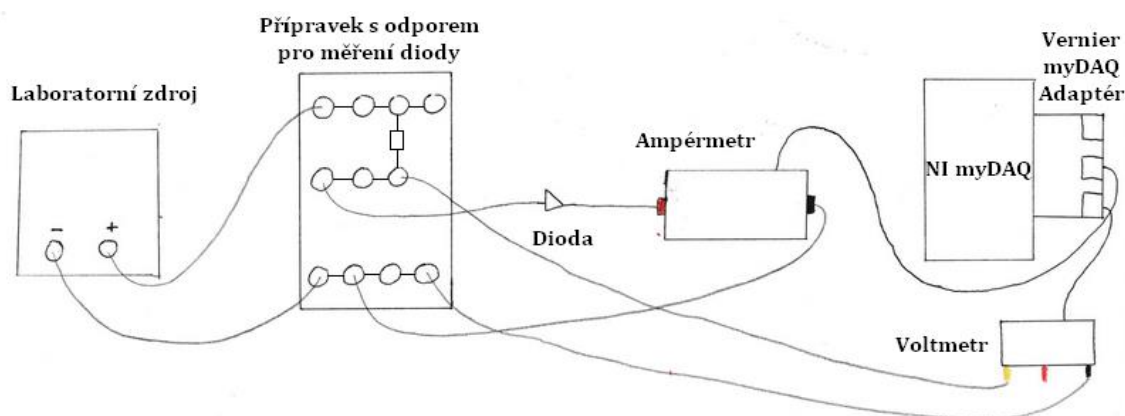 Přípravek s odporem
pro měření diody
Vernier
myDAQ
Adaptér
Laboratorní zdroj
Ampérmetr
NI myDAQ
- +
Dioda
Voltmetr